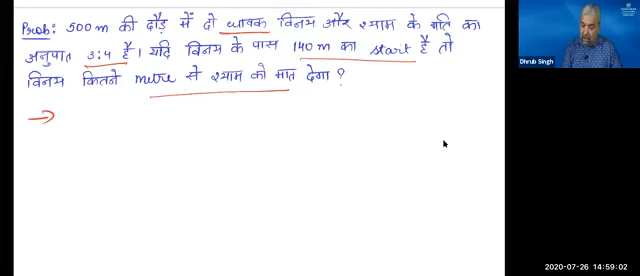 Prob: 500m की दौड़ में दो धावक विनय और श्याम के गति का
अनुपात 3:4 है। यदि विनय के पास 140 m का start है तो
विनय कितने metre से श्याम को मात देगा ?
→
Dhrub Singh
2020-07-26 14:59:02